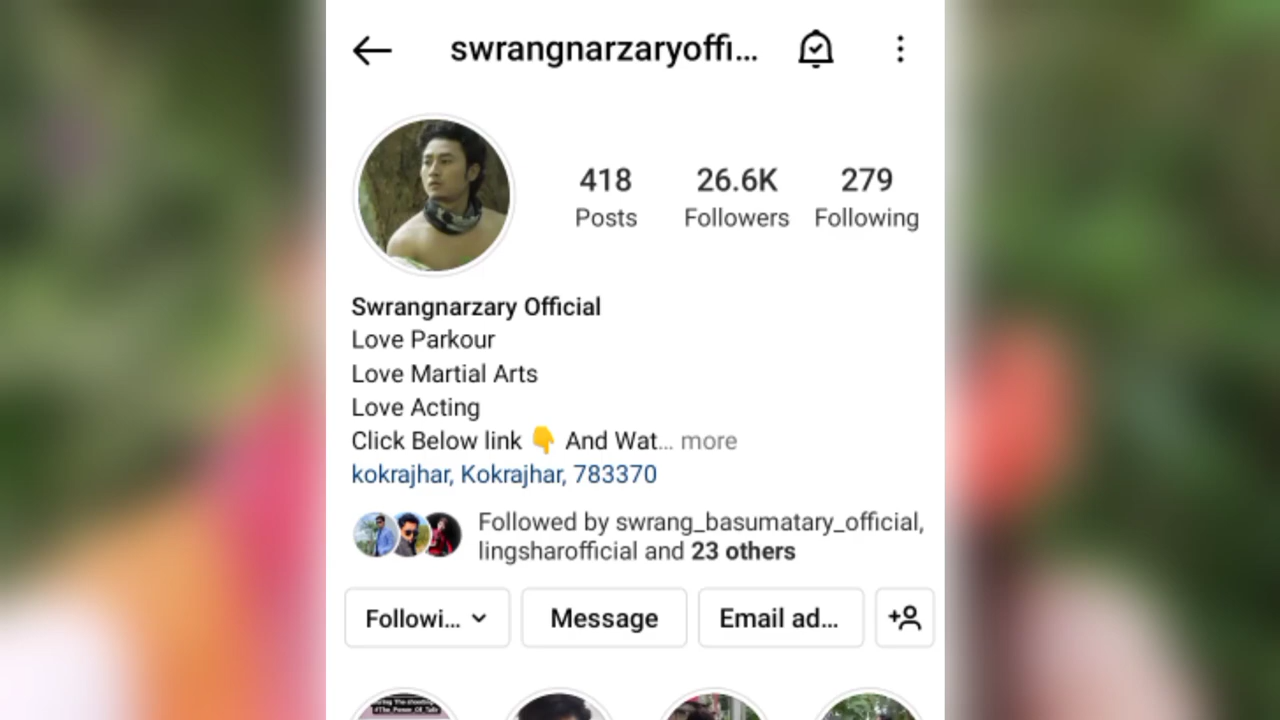 swrangnarzaryoffi...
418
Posts
26.6K
Followers
279
Following
Swrangnarzary Official
Love Parkour
Love Martial Arts
Love Acting
Click Below link 👇 And Wat... more
kokrajhar, Kokrajhar, 783370
Followed by swrang_basumatary_official,
lingsharofficial and 23 others
Followi...
Message
Email ad...